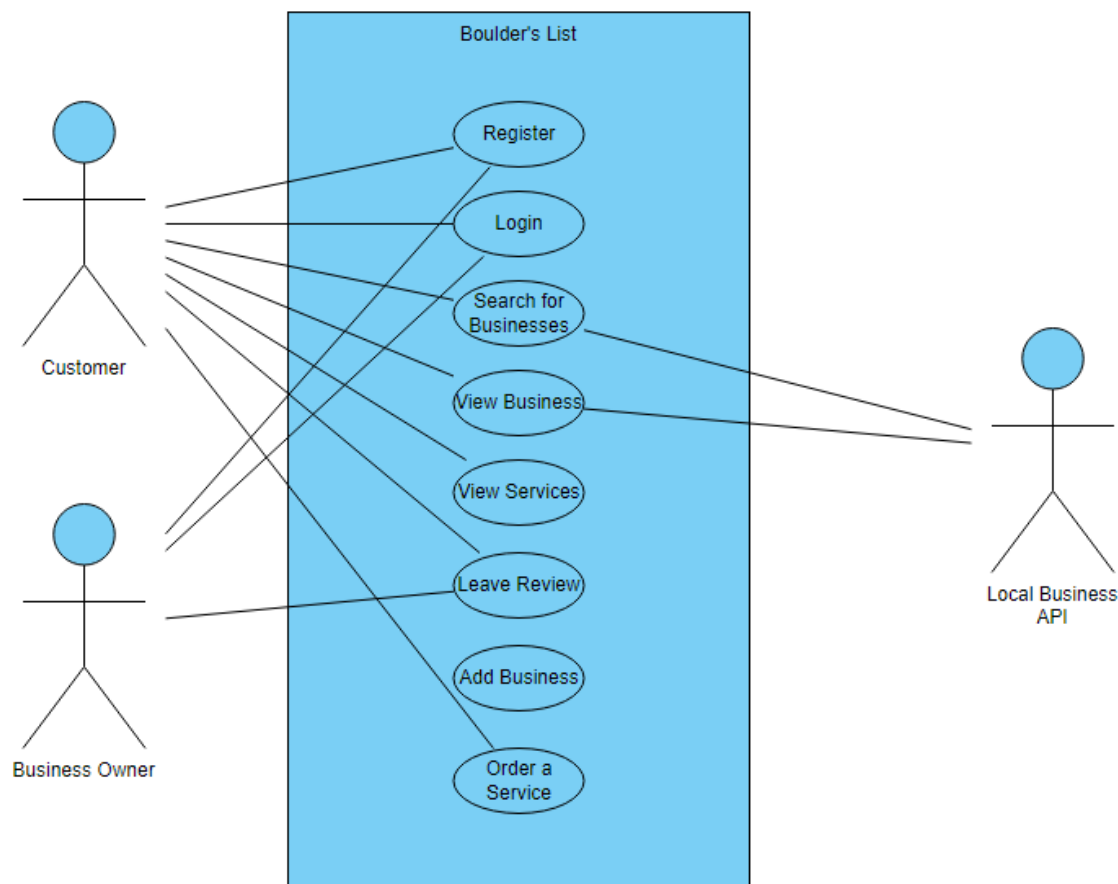 Boulder's List
Register
Login
Search for
Businesses
View Business
View Services
Leave Review
Add Business
Order a
Service
Customer
Business Owner
Local Business
API